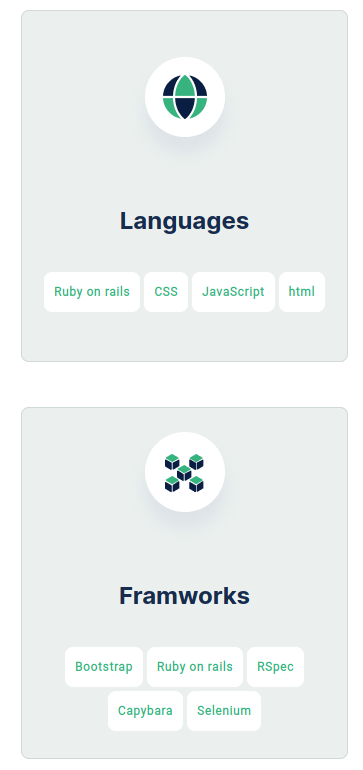 Languages
Ruby on rails CSS JavaScript html
Framworks
Bootstrap Ruby on rails RSpec
Capybara Selenium